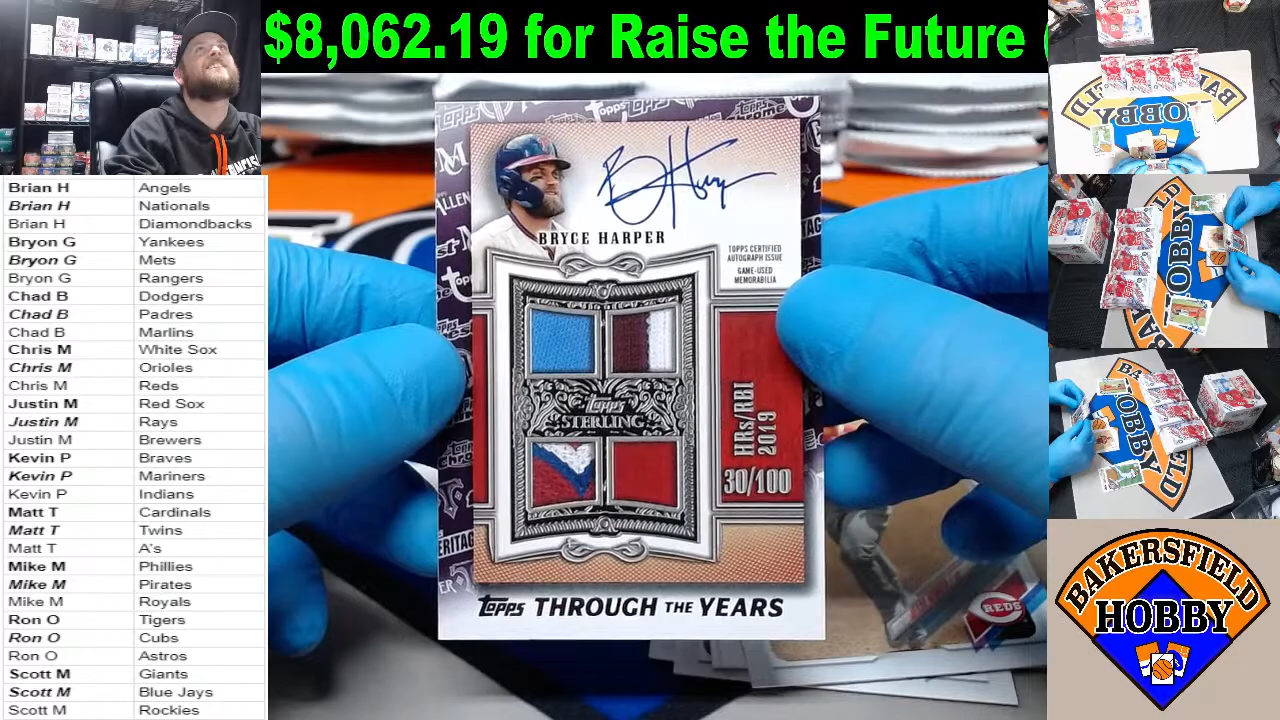 $8,062.19 for Raise the Future
Brian H Angels
Brian H Nationals
Brian H Diamondbacks
Bryon G Yankees
Bryon G Mets
Bryon G Rangers
Chad B Dodgers
Chad B Padres
Chad B Marlins
Chris M White Sox
Chris M Orioles
Chris M Reds
Justin M Red Sox
Justin M Rays
Justin M Brewers
Kevin P Braves
Kevin P Mariners
Kevin P Indians
Matt T Cardinals
Matt T Twins
Matt T A's
Mike M Phillies
Mike M Pirates
Mike M Royals
Ron O Tigers
Ron O Cubs
Ron O Astros
Scott M Giants
Scott M Blue Jays
Scott M Rockies
BRYCE HARPER
TOPPS CERTIFIED
AUTOGRAPH ISSUE
GAME-USED
MEMORABILIA
Topps
STERLING
HRs/RBI
2019
30/100
Topps THROUGH THE YEARS
REDS
BAKERSFIELD
HOBBY